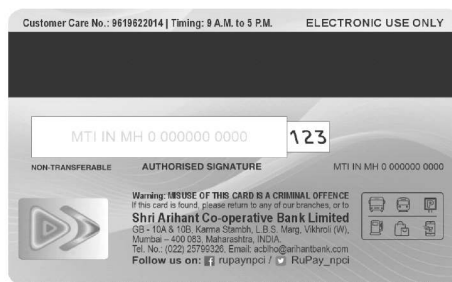 Customer Care No.: 9619622014 | Timing: 9 A.M. to 5 P.M. ELECTRONIC USE ONLY
MTI IN MH 0 000000 0000 123
NON-TRANSFERABLE AUTHORISED SIGNATURE MTI IN MH 0 000000 0000
Warning: MISUSE OF THIS CARD IS A CRIMINAL OFFENCE
If this card is found, please return to any of our branches, or to
Shri Arihant Co-operative Bank Limited
GB - 10A & 10B, Karma Stambh, L.B.S. Marg, Vikhroli (W),
Mumbai – 400 083, Maharashtra, INDIA.
Tel. No.: (022) 25799326, Email: acblho@arihantbank.com
Follow us on: rupaynpci / RuPay_npci